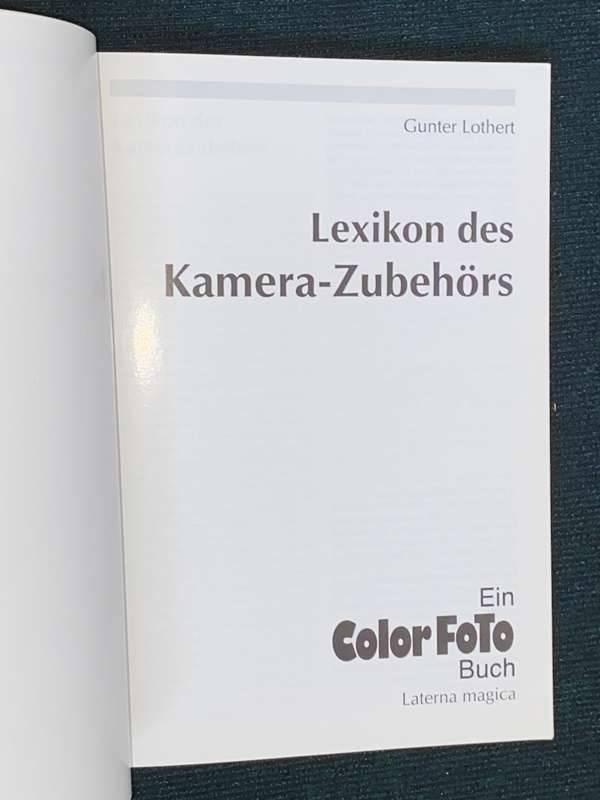 Gunter Lothert
Lexikon des
Kamera-Zubehörs
Ein
Color FoTo
Buch
Laterna magica